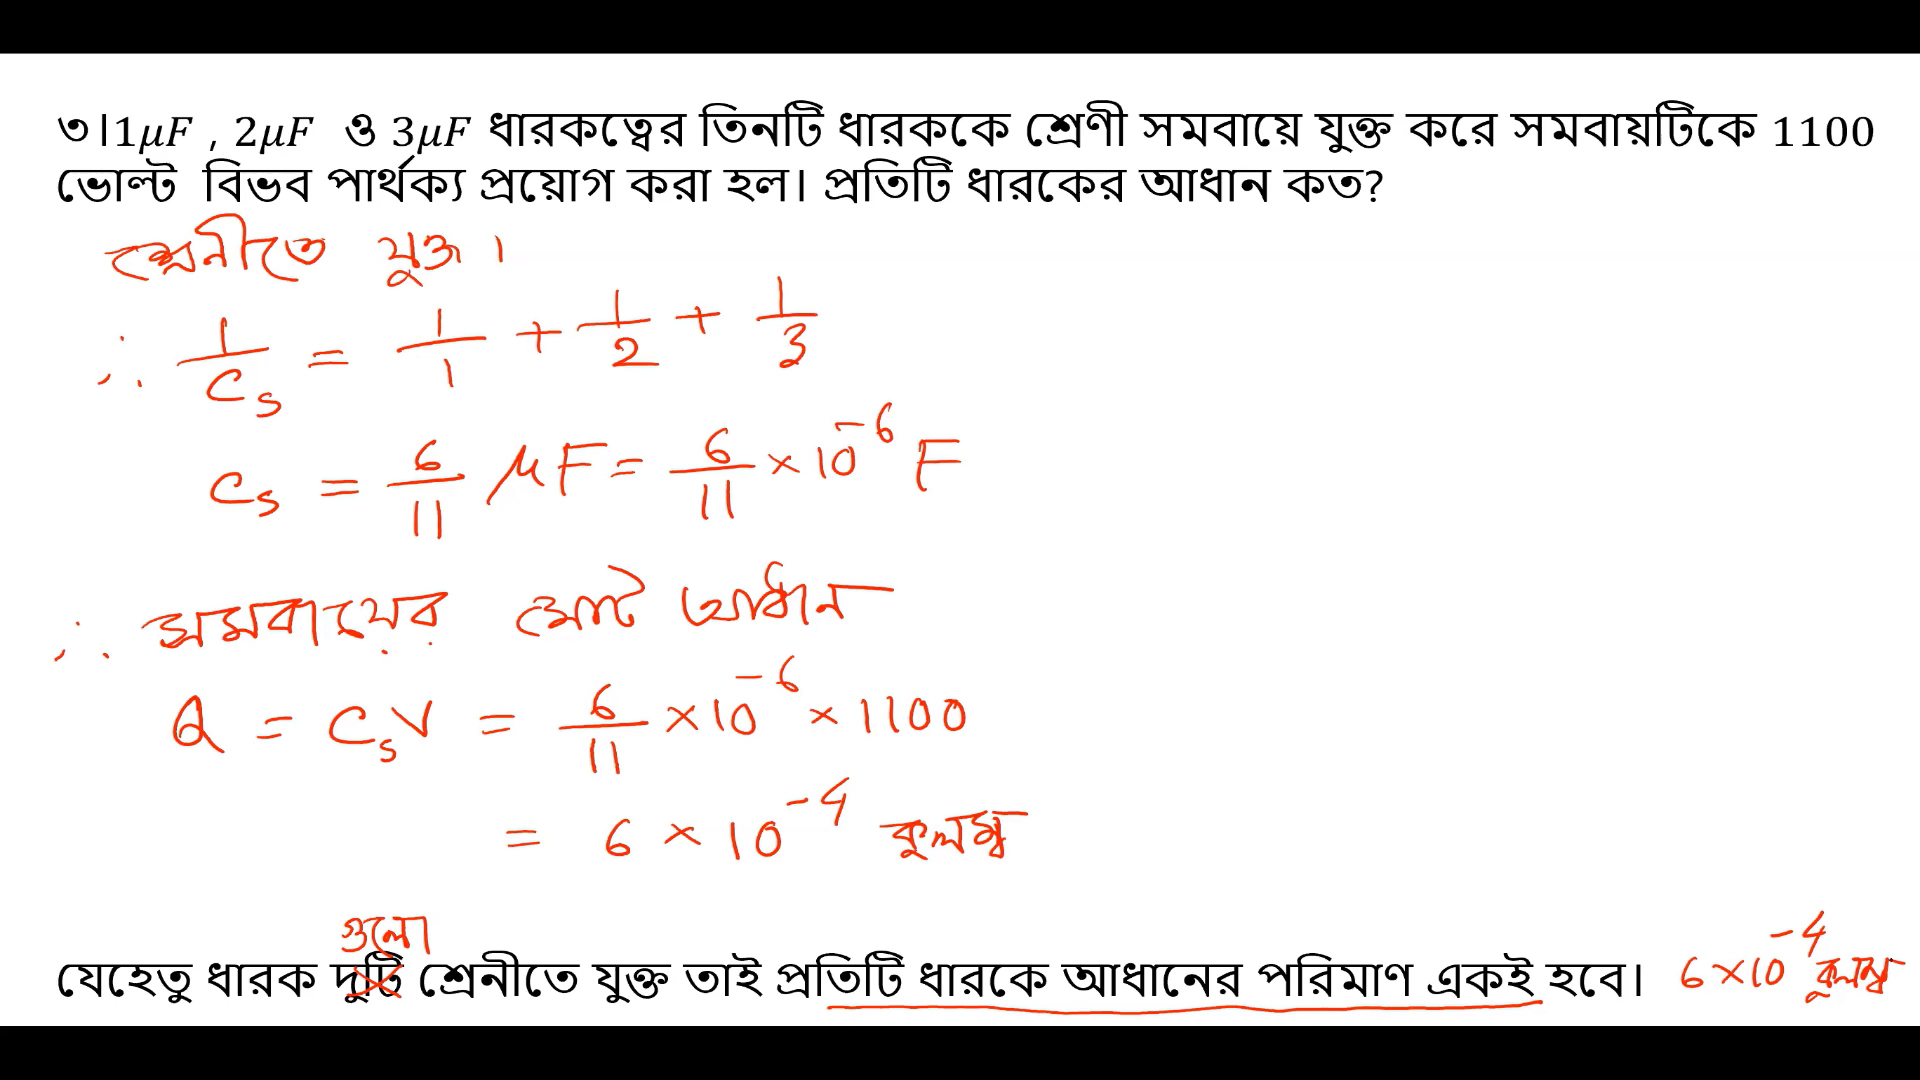 ৩।1μF , 2μF ও 3μF ধারকত্বের তিনটি ধারককে শ্রেণী সমবায়ে যুক্ত করে সমবায়টিকে 1100
ভোল্ট বিভব পার্থক্য প্রয়োগ করা হল। প্রতিটি ধারকের আধান কত?
শ্রেনীতে যুক্ত।
∴ 1/Cs = 1/1 + 1/2 + 1/3
Cs = 6/11 μF = 6/11 × 10⁻⁶ F
∴ সমবায়ের মোট আধান
Q = CsV = 6/11 × 10⁻⁶ × 1100
= 6 × 10⁻⁴ কুলম্ব
গুলো
যেহেতু ধারক দুটি শ্রেনীতে যুক্ত তাই প্রতিটি ধারকে আধানের পরিমাণ একই হবে। 6×10⁻⁴ কুলম্ব